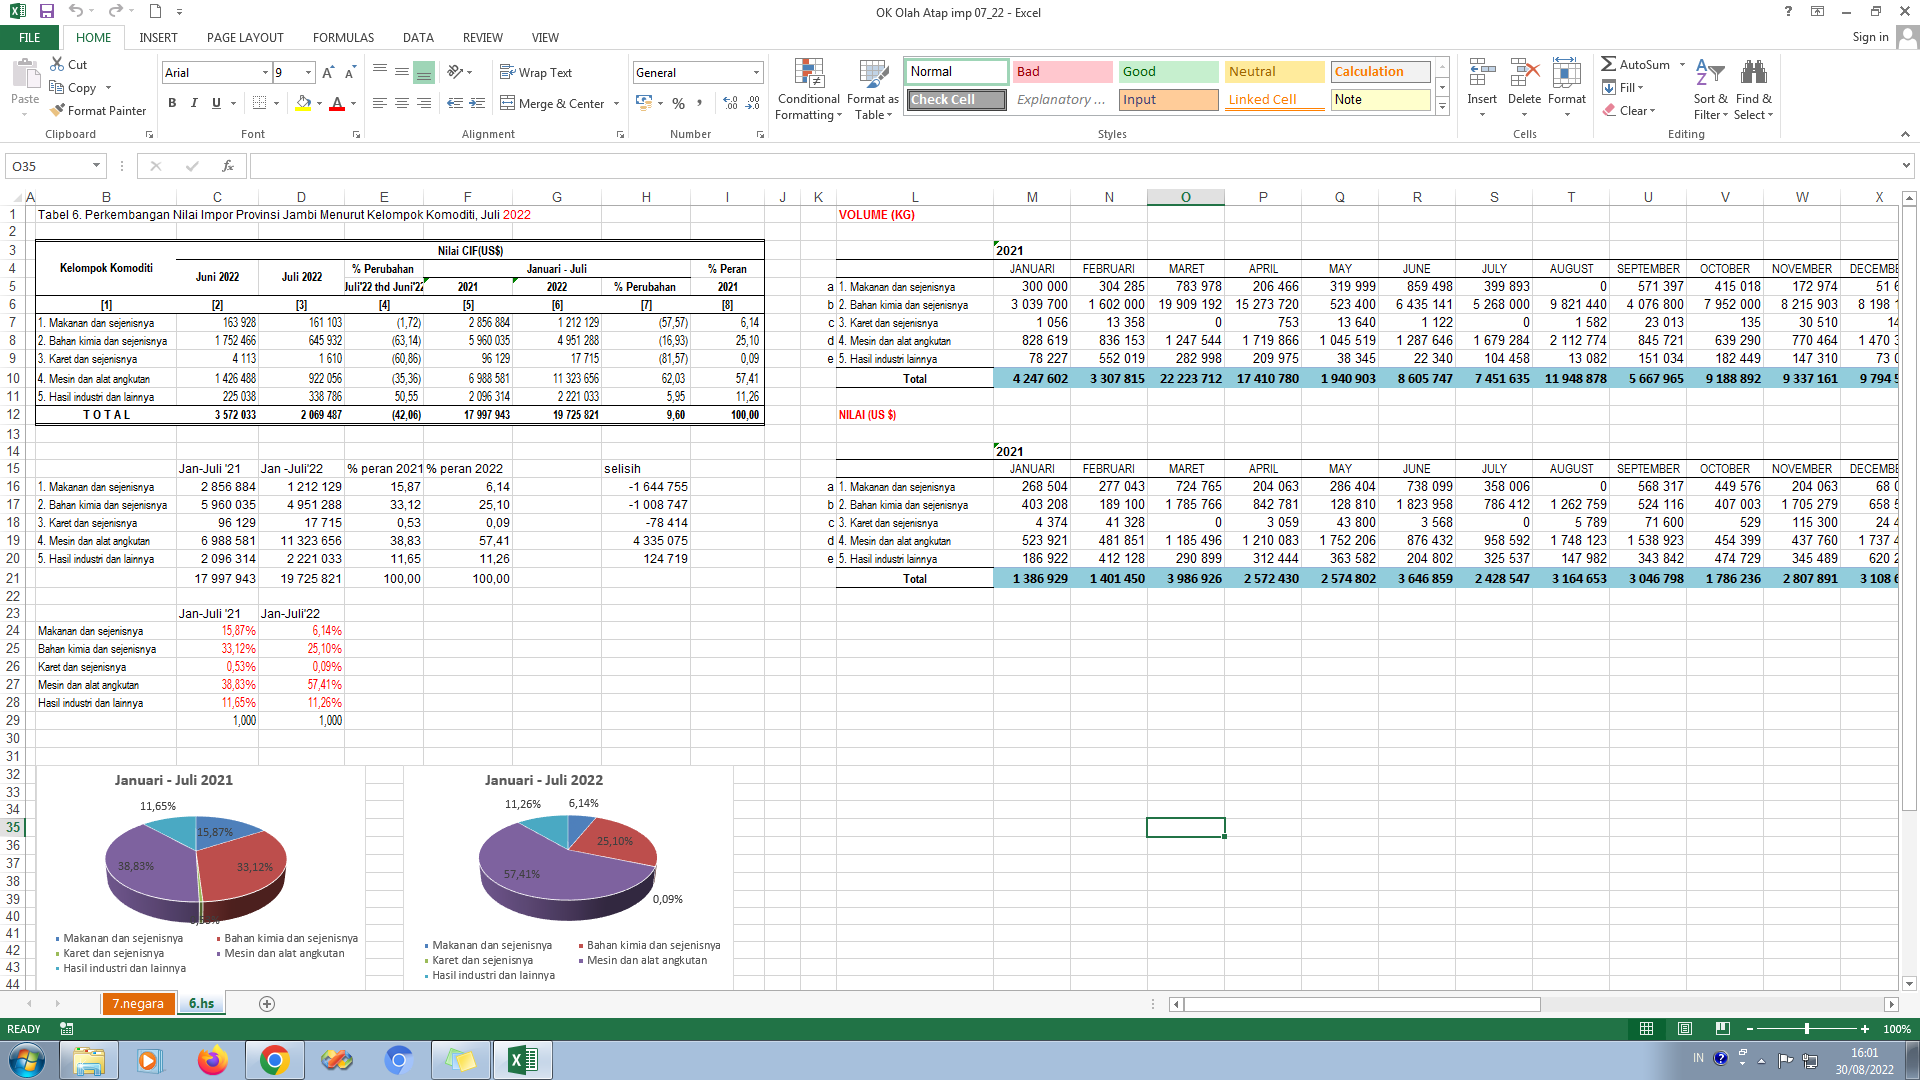 OK Olah Atap imp 07_22 - Excel
FILE HOME INSERT PAGE LAYOUT FORMULAS DATA REVIEW VIEW Sign in
Paste Cut Copy Format Painter Clipboard
Arial 9 B I U Font
Wrap Text Merge & Center Alignment
General % Number
Conditional Formatting Format as Table
Normal Bad Good Neutral Calculation
Check Cell Explanatory ... Input Linked Cell Note
Styles
Insert Delete Format Cells
AutoSum Fill Clear Sort & Filter Find & Select Editing
O35 fx
A B C D E F G H I J K L M N O P Q R S T U V W X
1 Tabel 6. Perkembangan Nilai Impor Provinsi Jambi Menurut Kelompok Komoditi, Juli 2022 VOLUME (KG)
2
3 Nilai CIF(US$) 2021
4 Kelompok Komoditi Juni 2022 Juli 2022 % Perubahan Januari - Juli % Peran JANUARI FEBRUARI MARET APRIL MAY JUNE JULY AUGUST SEPTEMBER OCTOBER NOVEMBER DECEMBE
5 Juli'22 thd Juni'22 2021 2022 % Perubahan 2021 a 1. Makanan dan sejenisnya 300 000 304 285 783 978 206 466 319 999 859 498 399 893 0 571 397 415 018 172 974 51 6
6 [1] [2] [3] [4] [5] [6] [7] [8] b 2. Bahan kimia dan sejenisnya 3 039 700 1 602 000 19 909 192 15 273 720 523 400 6 435 141 5 268 000 9 821 440 4 076 800 7 952 000 8 215 903 8 198
7 1. Makanan dan sejenisnya 163 928 161 103 (1,72) 2 856 884 1 212 129 (57,57) 6,14 c 3. Karet dan sejenisnya 1 056 13 358 0 753 13 640 1 122 0 1 582 23 013 135 30 510 14
8 2. Bahan kimia dan sejenisnya 1 752 466 645 932 (63,14) 5 960 035 4 951 288 (16,93) 25,10 d 4. Mesin dan alat angkutan 828 619 836 153 1 247 544 1 719 866 1 045 519 1 287 646 1 679 284 2 112 774 845 721 639 290 770 464 1 470
9 3. Karet dan sejenisnya 4 113 1 610 (60,86) 96 129 17 715 (81,57) 0,09 e 5. Hasil industri lainnya 78 227 552 019 282 998 209 975 38 345 22 340 104 458 13 082 151 034 182 449 147 310 73 0
10 4. Mesin dan alat angkutan 1 426 488 922 056 (35,36) 6 988 581 11 323 656 62,03 57,41 Total 4 247 602 3 307 815 22 223 712 17 410 780 1 940 903 8 605 747 7 451 635 11 948 878 5 667 965 9 188 892 9 337 161 9 794 5
11 5. Hasil industri dan lainnya 225 038 338 786 50,55 2 096 314 2 221 033 5,95 11,26
12 T O T A L 3 572 033 2 069 487 (42,06) 17 997 943 19 725 821 9,60 100,00 NILAI (US $)
13
14 2021
15 Jan-Juli '21 Jan -Juli'22 % peran 2021 % peran 2022 selisih JANUARI FEBRUARI MARET APRIL MAY JUNE JULY AUGUST SEPTEMBER OCTOBER NOVEMBER DECEMBE
16 1. Makanan dan sejenisnya 2 856 884 1 212 129 15,87 6,14 -1 644 755 a 1. Makanan dan sejenisnya 268 504 277 043 724 765 204 063 286 404 738 099 358 006 0 568 317 449 576 204 063 68 0
17 2. Bahan kimia dan sejenisnya 5 960 035 4 951 288 33,12 25,10 -1 008 747 b 2. Bahan kimia dan sejenisnya 403 208 189 100 1 785 766 842 781 128 810 1 823 958 786 412 1 262 759 524 116 407 003 1 705 279 658 5
18 3. Karet dan sejenisnya 96 129 17 715 0,53 0,09 -78 414 c 3. Karet dan sejenisnya 4 374 41 328 0 3 059 43 800 3 568 0 5 789 71 600 529 115 300 24 4
19 4. Mesin dan alat angkutan 6 988 581 11 323 656 38,83 57,41 4 335 075 d 4. Mesin dan alat angkutan 523 921 481 851 1 185 496 1 210 083 1 752 206 876 432 958 592 1 748 123 1 538 923 454 399 437 760 1 737 4
20 5. Hasil industri dan lainnya 2 096 314 2 221 033 11,65 11,26 124 719 e 5. Hasil industri lainnya 186 922 412 128 290 899 312 444 363 582 204 802 325 537 147 982 343 842 474 729 345 489 620 2
21 17 997 943 19 725 821 100,00 100,00 Total 1 386 929 1 401 450 3 986 926 2 572 430 2 574 802 3 646 859 2 428 547 3 164 653 3 046 798 1 786 236 2 807 891 3 108 6
22
23 Jan-Juli '21 Jan-Juli'22
24 Makanan dan sejenisnya 15,87% 6,14%
25 Bahan kimia dan sejenisnya 33,12% 25,10%
26 Karet dan sejenisnya 0,53% 0,09%
27 Mesin dan alat angkutan 38,83% 57,41%
28 Hasil industri dan lainnya 11,65% 11,26%
29 1,000 1,000
30
31
32 Januari - Juli 2021 Januari - Juli 2022
33
34 11,65% 11,26% 6,14%
35 15,87%
36 25,10%
37 38,83% 33,12% 57,41%
38
39 0,09%
40
41 Makanan dan sejenisnya Bahan kimia dan sejenisnya Makanan dan sejenisnya Bahan kimia dan sejenisnya
42 Karet dan sejenisnya Mesin dan alat angkutan Karet dan sejenisnya Mesin dan alat angkutan
43 Hasil industri dan lainnya Hasil industri dan lainnya
44
7.negara 6.hs
READY 100%
IN 16:01
30/08/2022